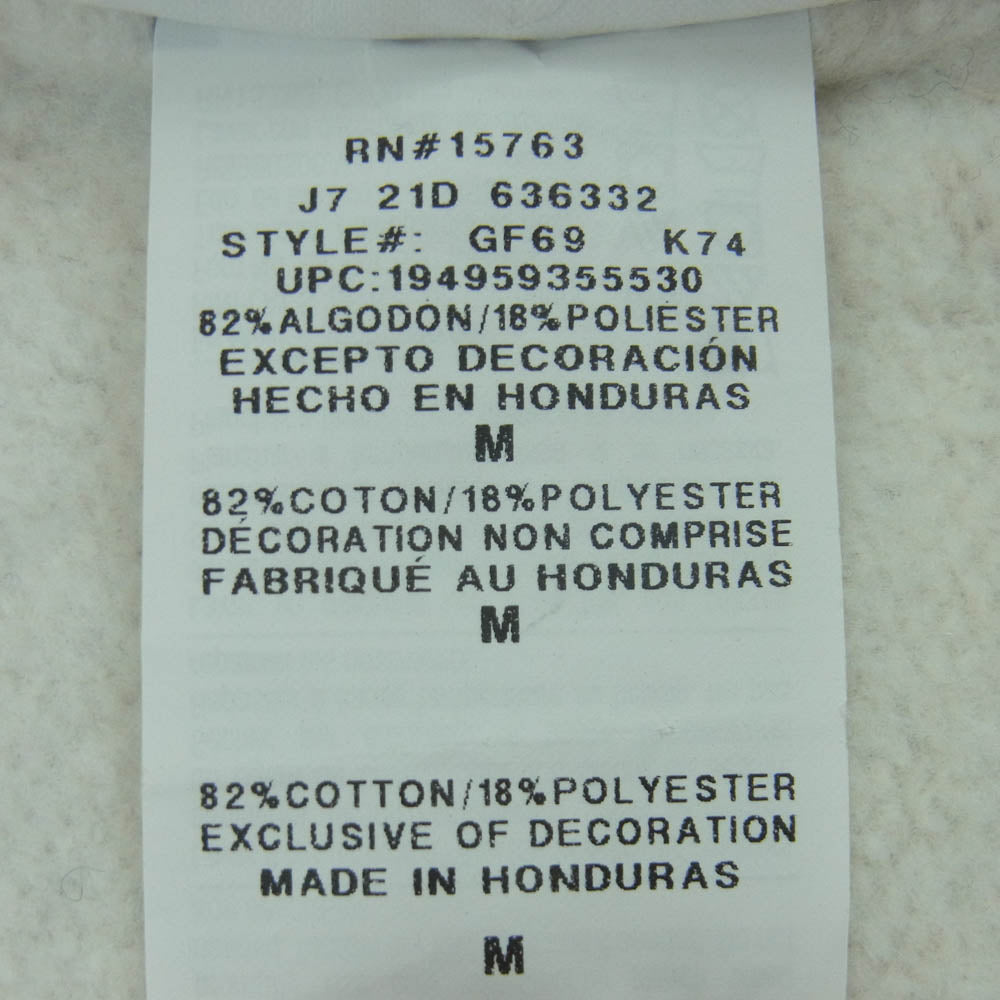 RN#15763
J7 21D 636332
STYLE#: GF69 K74
UPC:194959355530
82%ALGODON/18%POLIESTER
EXCEPTO DECORACIÓN
HECHO EN HONDURAS
M
82%COTON/18%POLYESTER
DÉCORATION NON COMPRISE
FABRIQUÉ AU HONDURAS
M
82%COTTON/18%POLYESTER
EXCLUSIVE OF DECORATION
MADE IN HONDURAS
M